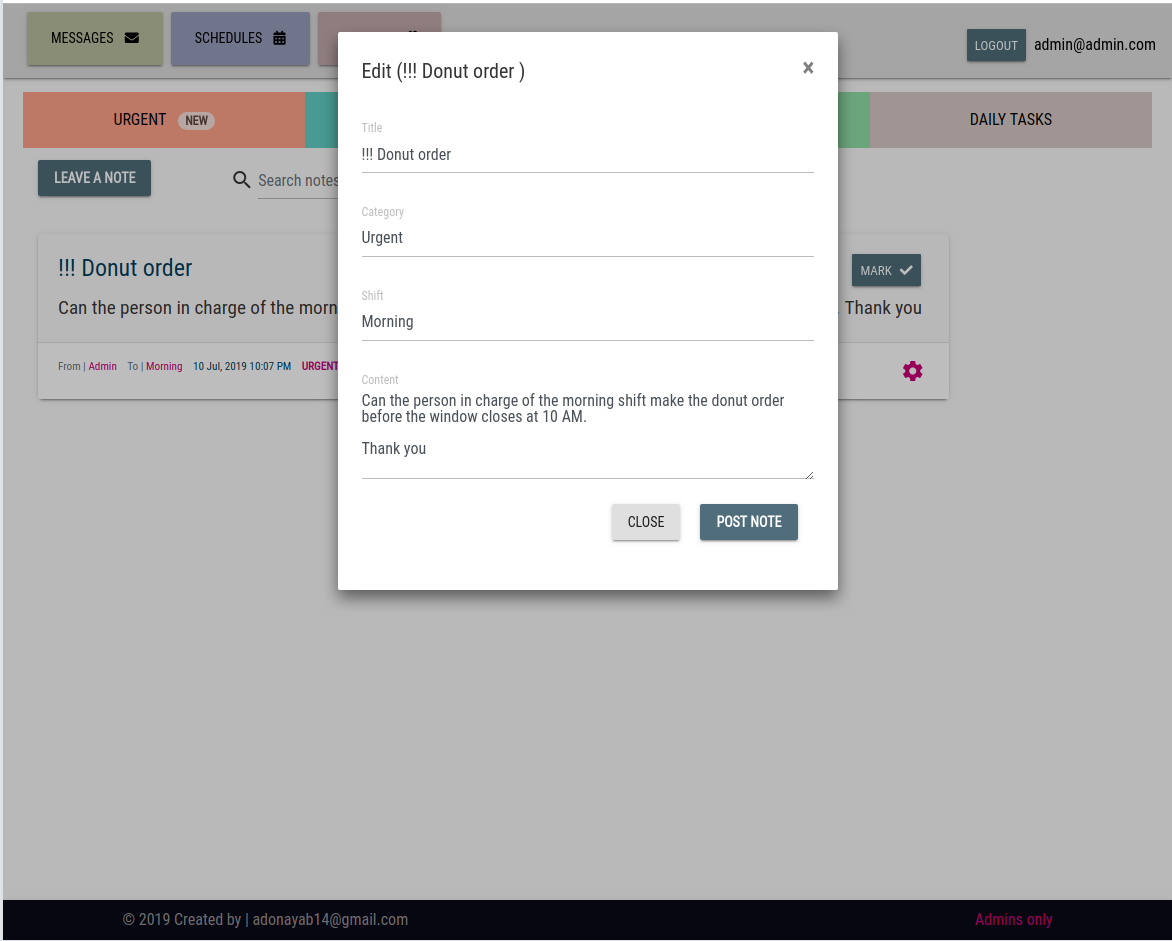 MESSAGES
SCHEDULES
LOGOUT
admin@admin.com
URGENT NEW
DAILY TASKS
LEAVE A NOTE
Search notes
Edit (!!! Donut order )
×
Title
!!! Donut order
Category
Urgent
Shift
Morning
Content
Can the person in charge of the morning shift make the donut order
before the window closes at 10 AM.
Thank you
CLOSE
POST NOTE
!!! Donut order
MARK
Can the person in charge of the morn
. Thank you
From | Admin To | Morning 10 Jul, 2019 10:07 PM URGENT
© 2019 Created by | adonayab14@gmail.com
Admins only